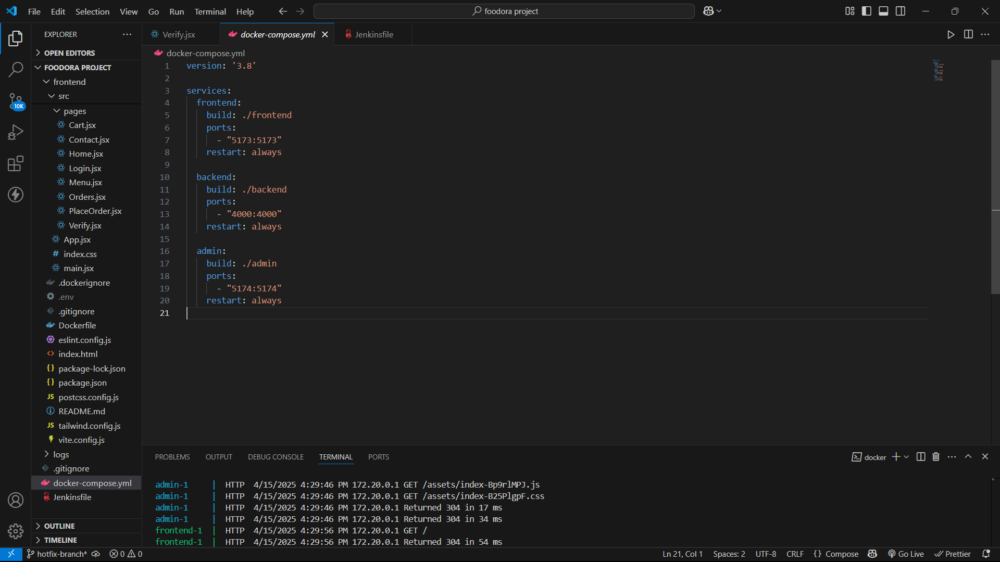 File Edit Selection View Go Run Terminal Help
foodora project
EXPLORER
OPEN EDITORS
FOODORA PROJECT
frontend
src
pages
Cart.jsx
Contact.jsx
Home.jsx
Login.jsx
Menu.jsx
Orders.jsx
PlaceOrder.jsx
Verify.jsx
App.jsx
# index.css
main.jsx
.dockerignore
.env
.gitignore
Dockerfile
eslint.config.js
<> index.html
{} package-lock.json
{} package.json
JS postcss.config.js
README.md
JS tailwind.config.js
vite.config.js
logs
.gitignore
docker-compose.yml
Jenkinsfile
OUTLINE
TIMELINE
10K
Verify.jsx docker-compose.yml Jenkinsfile
docker-compose.yml
1 version: '3.8'
2
3 services:
4 frontend:
5 build: ./frontend
6 ports:
7 - "5173:5173"
8 restart: always
9
10 backend:
11 build: ./backend
12 ports:
13 - "4000:4000"
14 restart: always
15
16 admin:
17 build: ./admin
18 ports:
19 - "5174:5174"
20 restart: always
21
PROBLEMS OUTPUT DEBUG CONSOLE TERMINAL PORTS
docker
admin-1 | HTTP 4/15/2025 4:29:46 PM 172.20.0.1 GET /assets/index-Bp9rlMPJ.js
admin-1 | HTTP 4/15/2025 4:29:46 PM 172.20.0.1 GET /assets/index-B25PlgpF.css
admin-1 | HTTP 4/15/2025 4:29:46 PM 172.20.0.1 Returned 304 in 17 ms
admin-1 | HTTP 4/15/2025 4:29:46 PM 172.20.0.1 Returned 304 in 34 ms
frontend-1 | HTTP 4/15/2025 4:29:56 PM 172.20.0.1 GET /
frontend-1 | HTTP 4/15/2025 4:29:56 PM 172.20.0.1 Returned 304 in 54 ms
hotfix-branch* 0 0
Ln 21, Col 1 Spaces: 2 UTF-8 CRLF {} Compose Go Live Prettier